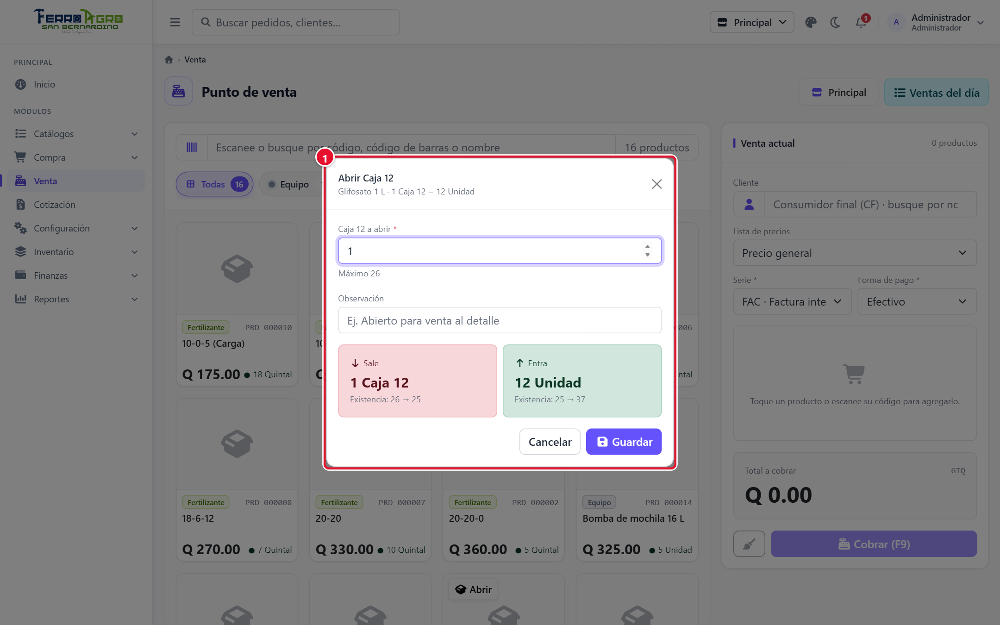 FERROAGRO
SAN BERNARDINO
Buscar pedidos, clientes...
Principal
1
A
Administrador
Administrador
PRINCIPAL
Inicio
MÓDULOS
Catálogos
Compra
Venta
Cotización
Configuración
Inventario
Finanzas
Reportes
Venta
Punto de venta
Principal
Ventas del día
Escanee o busque por código, código de barras o nombre
16 productos
Todas 16
Equipo
1
Abrir Caja 12
Glifosato 1 L · 1 Caja 12 = 12 Unidad
Caja 12 a abrir *
1
Máximo 26
Observación
Ej. Abierto para venta al detalle
Sale
1 Caja 12
Existencia: 26 → 25
Entra
12 Unidad
Existencia: 25 → 37
Cancelar
Guardar
Fertilizante PRD-000010
10-0-5 (Carga)
Q 175.00 18 Quintal
Fertilizante PRD-000008
18-6-12
Q 270.00 7 Quintal
Fertilizante PRD-000007
20-20
Q 330.00 10 Quintal
Fertilizante PRD-000002
20-20-0
Q 360.00 5 Quintal
Equipo PRD-000014
Bomba de mochila 16 L
Q 325.00 5 Unidad
Abrir
Venta actual
0 productos
Cliente
Consumidor final (CF) · busque por nc
Lista de precios
Precio general
Serie *
Forma de pago *
FAC · Factura inte
Efectivo
Toque un producto o escanee su código para agregarlo.
Total a cobrar
GTQ
Q 0.00
Cobrar (F9)